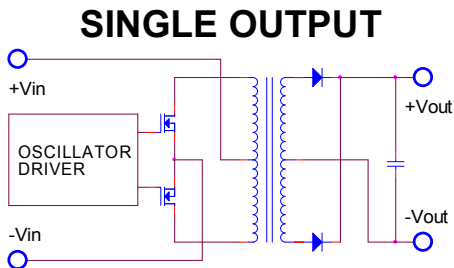 SINGLE OUTPUT
+Vin
+Vout
OSCILLATOR
DRIVER
-Vin
-Vout